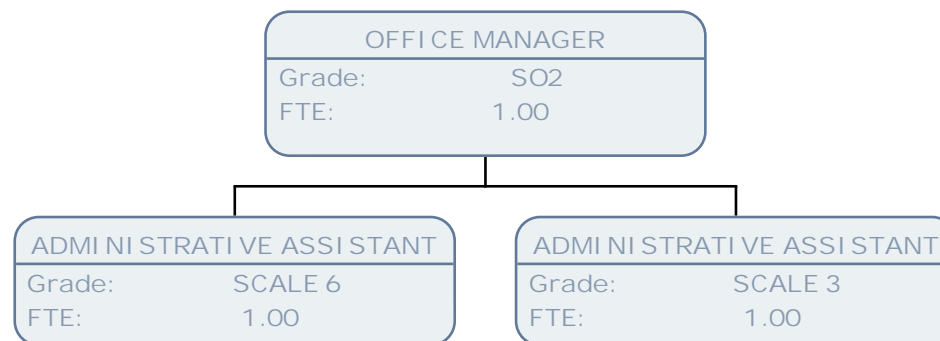 OFFICE MANAGER
Grade: SO2
FTE: 1.00
ADMINISTRATIVE ASSISTANT
Grade: SCALE 6
FTE: 1.00
ADMINISTRATIVE ASSISTANT
Grade: SCALE 3
FTE: 1.00